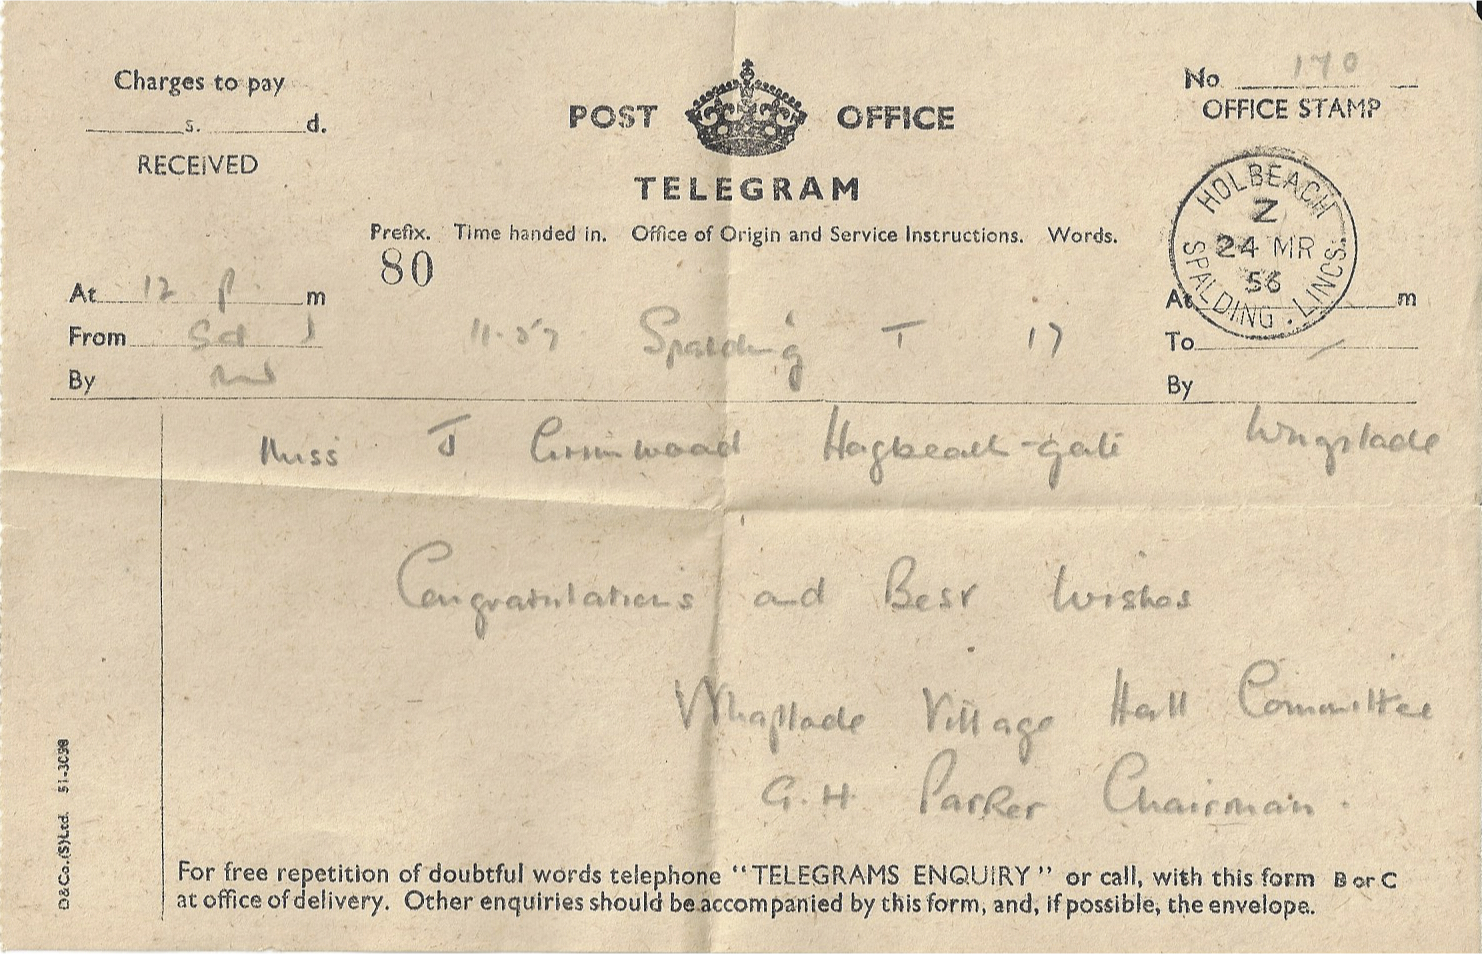 Charges to pay
s. d.
RECEIVED
POST OFFICE
TELEGRAM
No 170
OFFICE STAMP
HOLBEACH
Z
24 MR
56
SPALDING . LINCS.
Prefix. Time handed in. Office of Origin and Service Instructions. Words.
80
At 12 p. m
From
By
11.57 Spalding T 17
At m
To
By
Miss J Grimwood Hagbeach-gate Whaplade
Congratulations and Best Wishes
Whaplade Village Hall Committee
G.H Parker Chairman.
For free repetition of doubtful words telephone "TELEGRAMS ENQUIRY" or call, with this form B or C
at office of delivery. Other enquiries should be accompanied by this form, and, if possible, the envelope.
D & Co.(S)Ltd. 51-3098